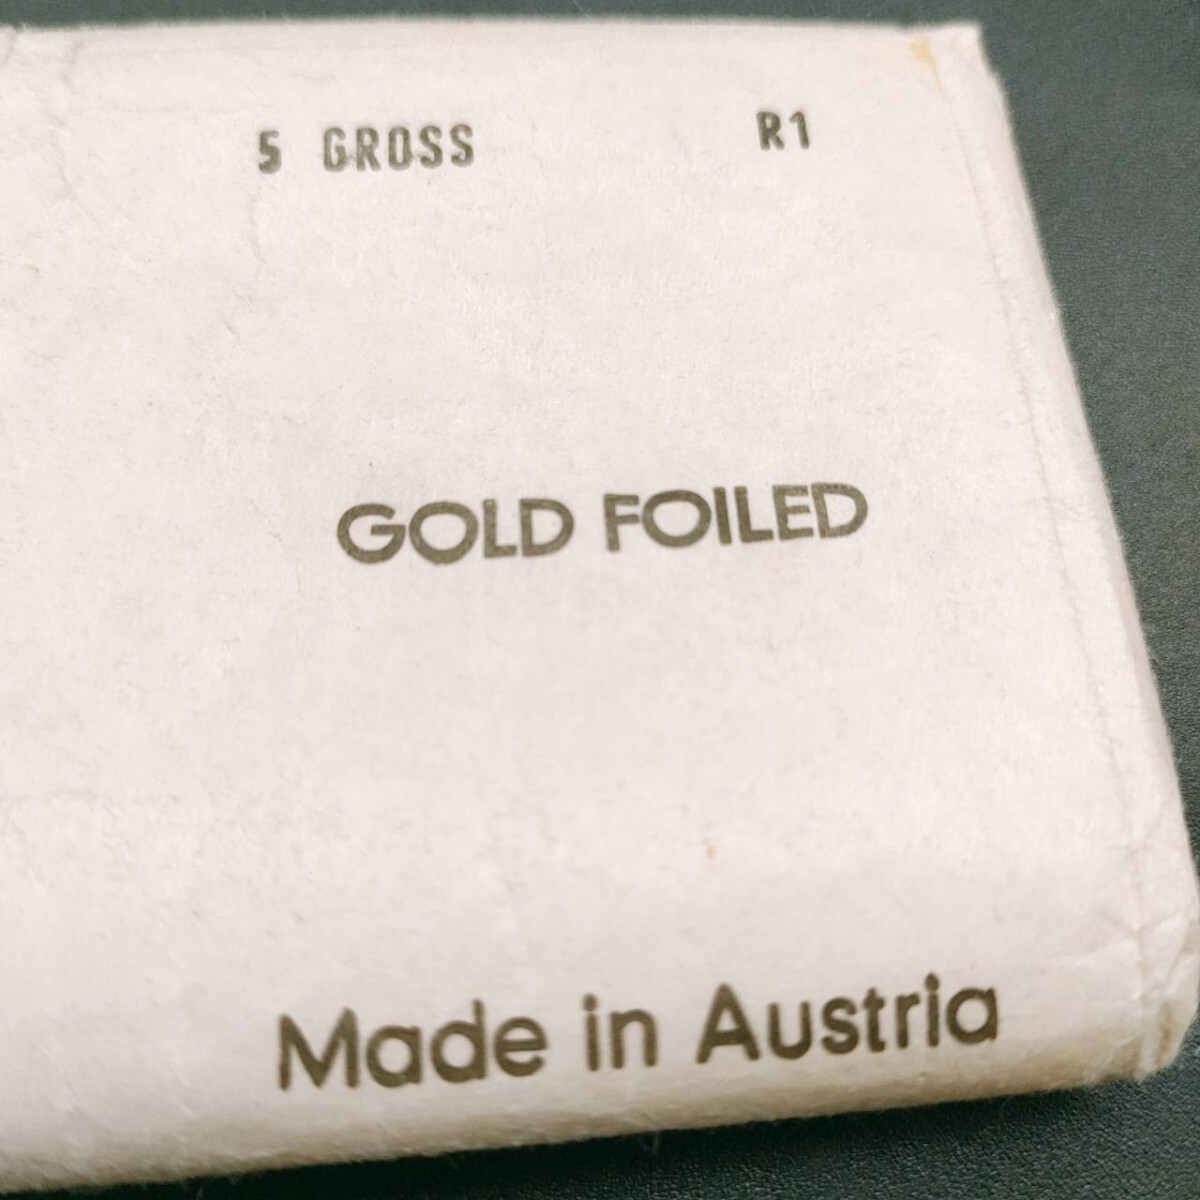 5 GROSS R1
GOLD FOILED
Made in Austria